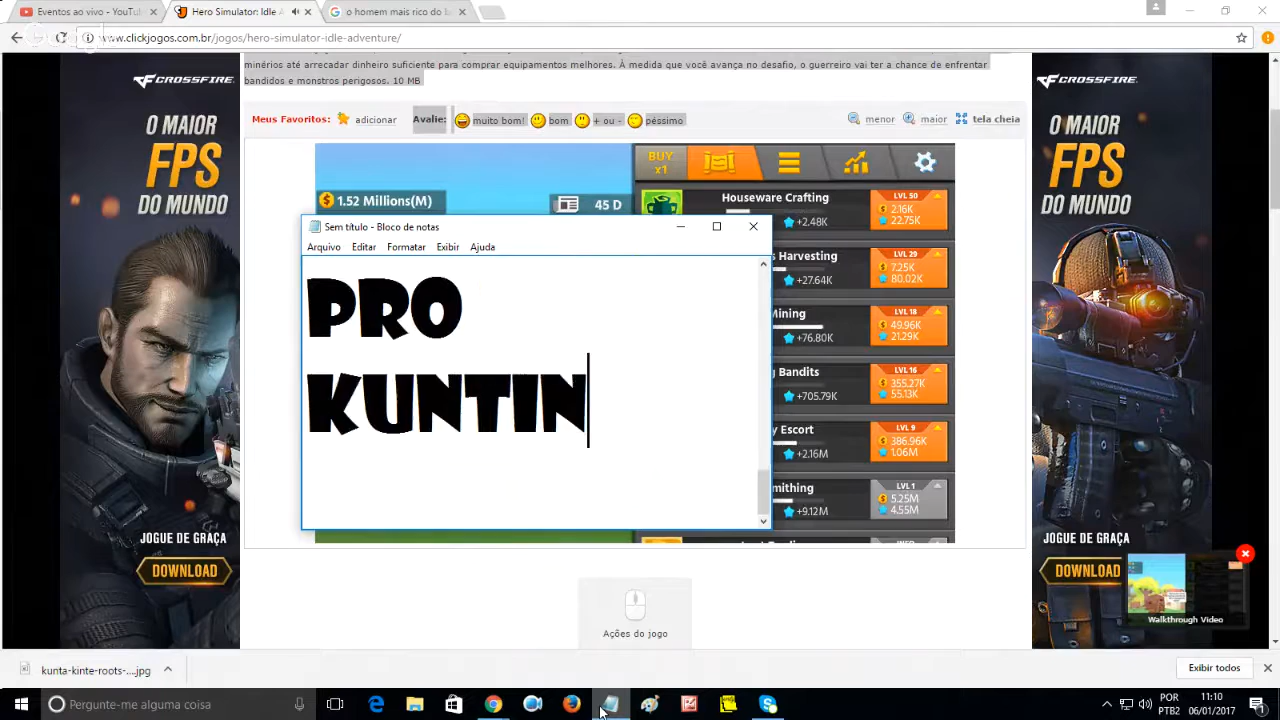 Eventos ao vivo - YouTu
Hero Simulator: Idle A
o homem mais rico do b
www.clickjogos.com.br/jogos/hero-simulator-idle-adventure/
minérios até arrecadar dinheiro suficiente para comprar equipamentos melhores. À medida que você avança no desafio, o guerreiro vai ter a chance de enfrentar
bandidos e monstros perigosos. 10 MB
Meus Favoritos: adicionar Avalie: muito bom! bom + ou - péssimo menor maior tela cheia
CROSSFIRE
O MAIOR
FPS
DO MUNDO
JOGUE DE GRAÇA
DOWNLOAD
1.52 Millions(M)
45 D
BUY
x1
Houseware Crafting
+2.48K
LVL 50
2.16K
22.75K
s Harvesting
+27.64K
LVL 29
7.25K
80.02K
Mining
+76.80K
LVL 18
49.96K
21.29K
g Bandits
+705.79K
LVL 16
355.27K
55.13K
y Escort
+2.16M
LVL 9
386.96K
1.06M
mithing
+9.12M
LVL 1
5.25M
4.55M
Sem título - Bloco de notas
Arquivo Editar Formatar Exibir Ajuda
PRO
KUNTIN
Ações do jogo
CROSSFIRE
O MAIOR
FPS
DO MUNDO
JOGUE DE GRAÇA
DOWNLOAD
Walkthrough Video
kunta-kinte-roots-....jpg
Exibir todos
Pergunte-me alguma coisa
POR
PTB2
11:10
06/01/2017
1